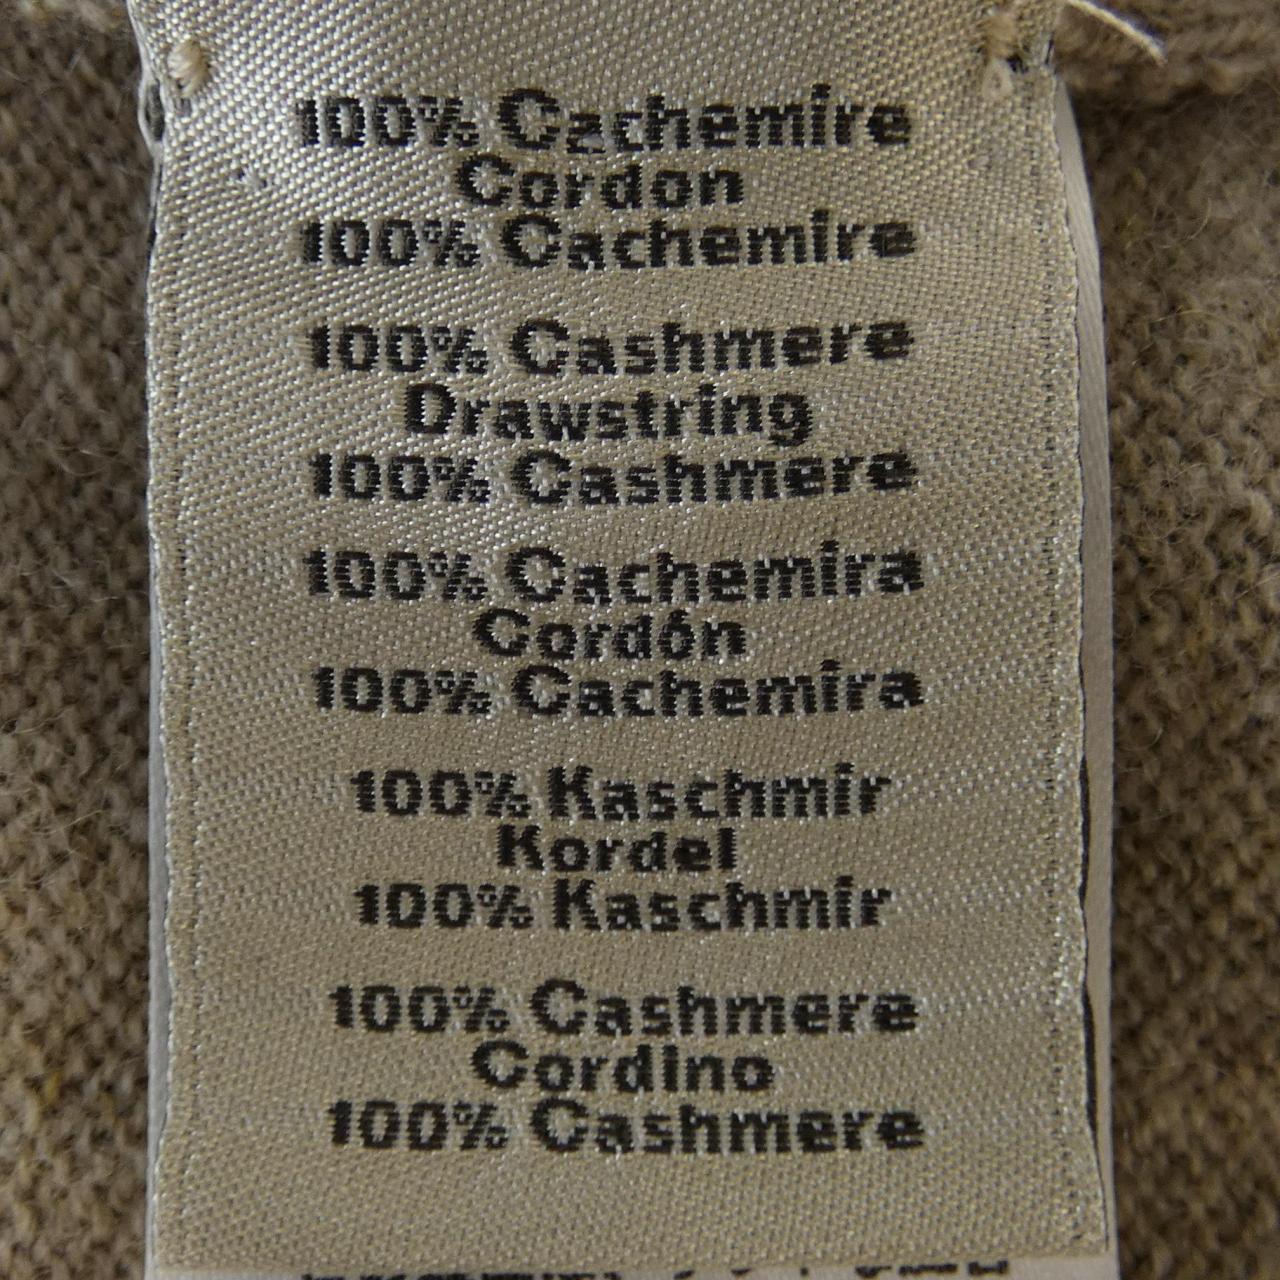 100% Cachemire
Cordon
100% Cachemire
100% Cashmere
Drawstring
100% Cashmere
100% Cachemira
Cordón
100% Cachemira
100% Kaschmir
Kordel
100% Kaschmir
100% Cashmere
Cordino
100% Cashmere